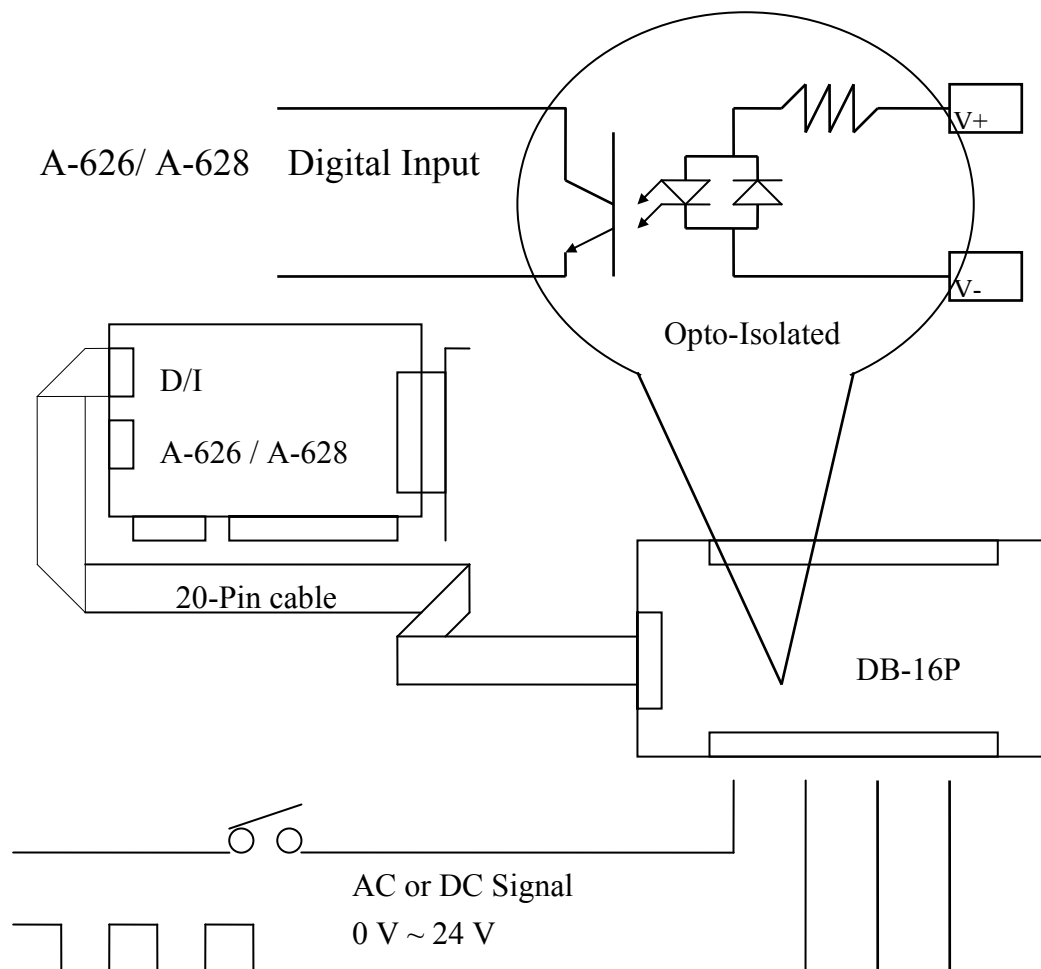 V+
A-626/ A-628 Digital Input
V-
Opto-Isolated
D/I
A-626 / A-628
20-Pin cable
DB-16P
AC or DC Signal
0 V ~ 24 V